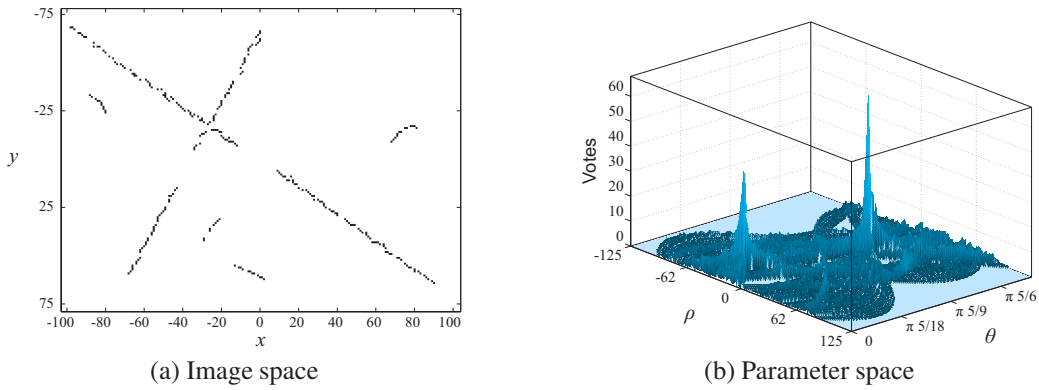 -75
-25
y
25
75
-100 -80 -60 -40 -20 0 20 40 60 80 100
x
(a) Image space
60
50
40
30
20
10
0
Votes
-125
-62
0
62
125
ρ
0
π 5/18
π 5/9
π 5/6
θ
(b) Parameter space